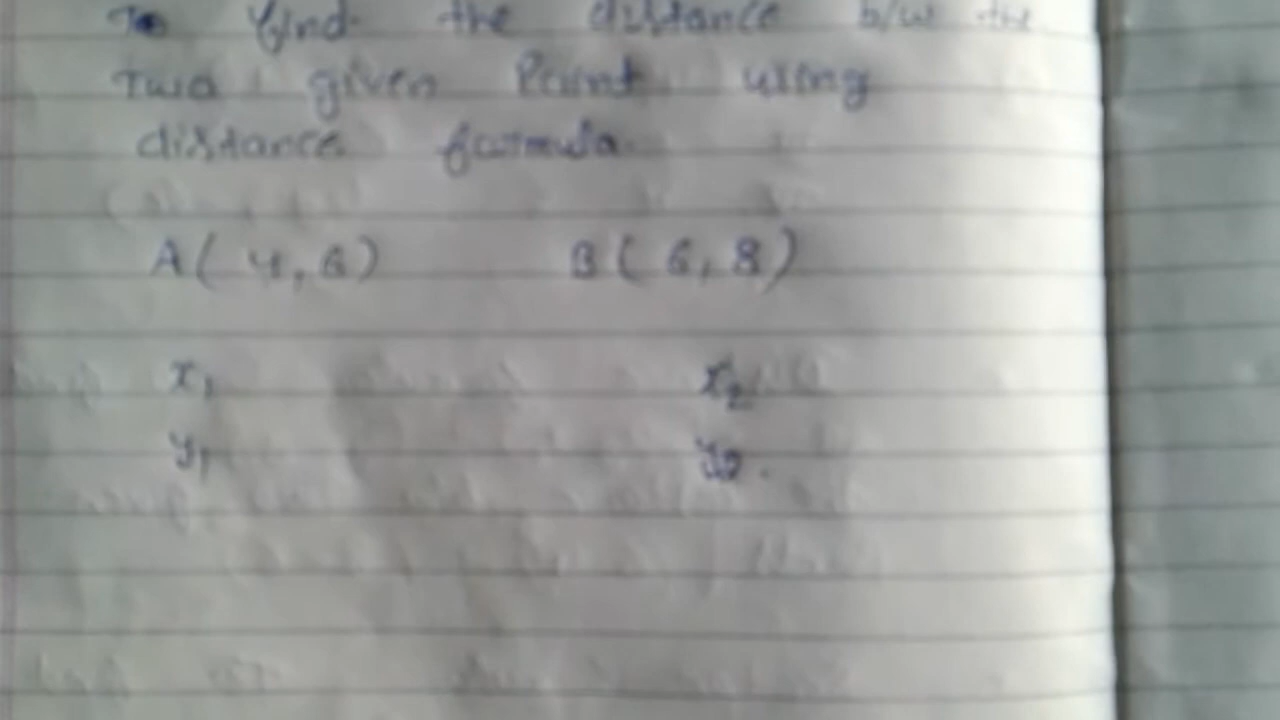 To find the distance b/w the
two given Point using
distance formula.
A( 4, 6) B( 6, 8)
x1 x2
y1 y2.